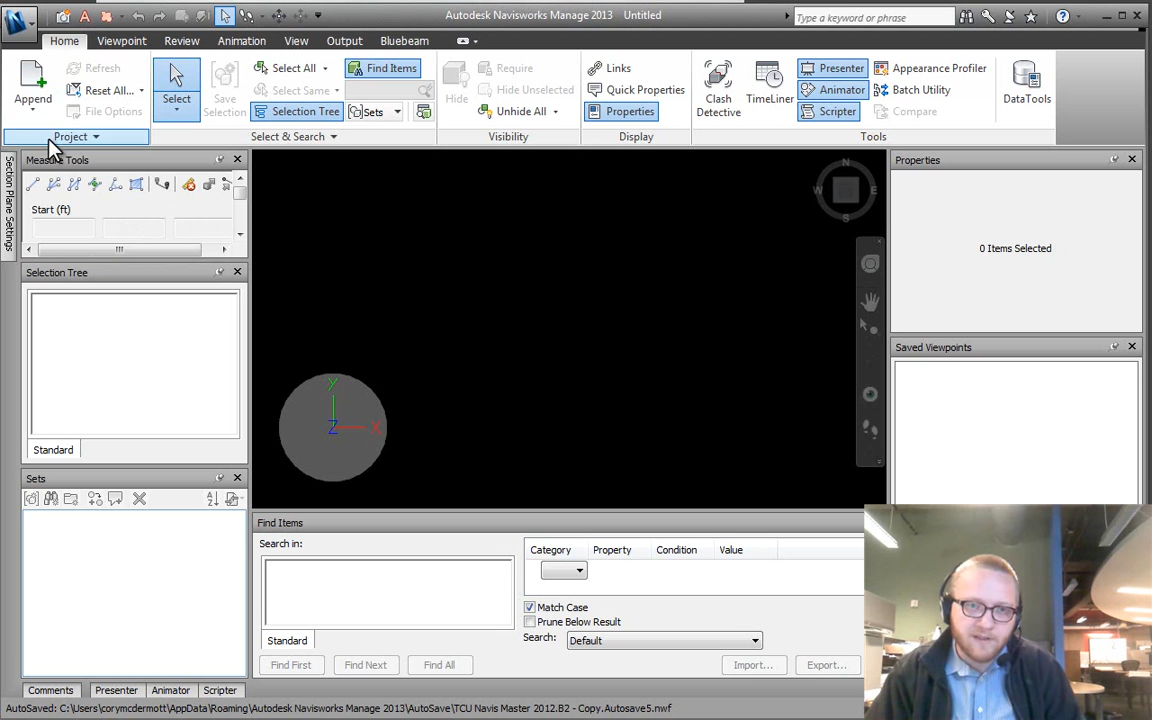 Autodesk Navisworks Manage 2013 Untitled
Type a keyword or phrase
Home Viewpoint Review Animation View Output Bluebeam
Append
Refresh
Reset All...
File Options
Project
Select
Save Selection
Select All
Select Same
Selection Tree
Find Items
Sets
Select & Search
Hide
Require
Hide Unselected
Unhide All
Visibility
Links
Quick Properties
Properties
Display
Clash Detective
TimeLiner
Presenter
Animator
Scripter
Appearance Profiler
Batch Utility
Compare
Tools
DataTools
Section Plane Settings
Measure Tools
Start (ft)
Selection Tree
Standard
Sets
Comments Presenter Animator Scripter
N
W E
S
Y
Z X
Find Items
Search in:
Standard
Find First Find Next Find All
Category Property Condition Value
Match Case
Prune Below Result
Search: Default
Import... Export...
Properties
0 Items Selected
Saved Viewpoints
Autosaved: C:\Users\corymcdermott\AppData\Roaming\Autodesk Navisworks Manage 2013\AutoSave\TCU Navis Master 2012.B2 - Copy.Autosave5.nwf